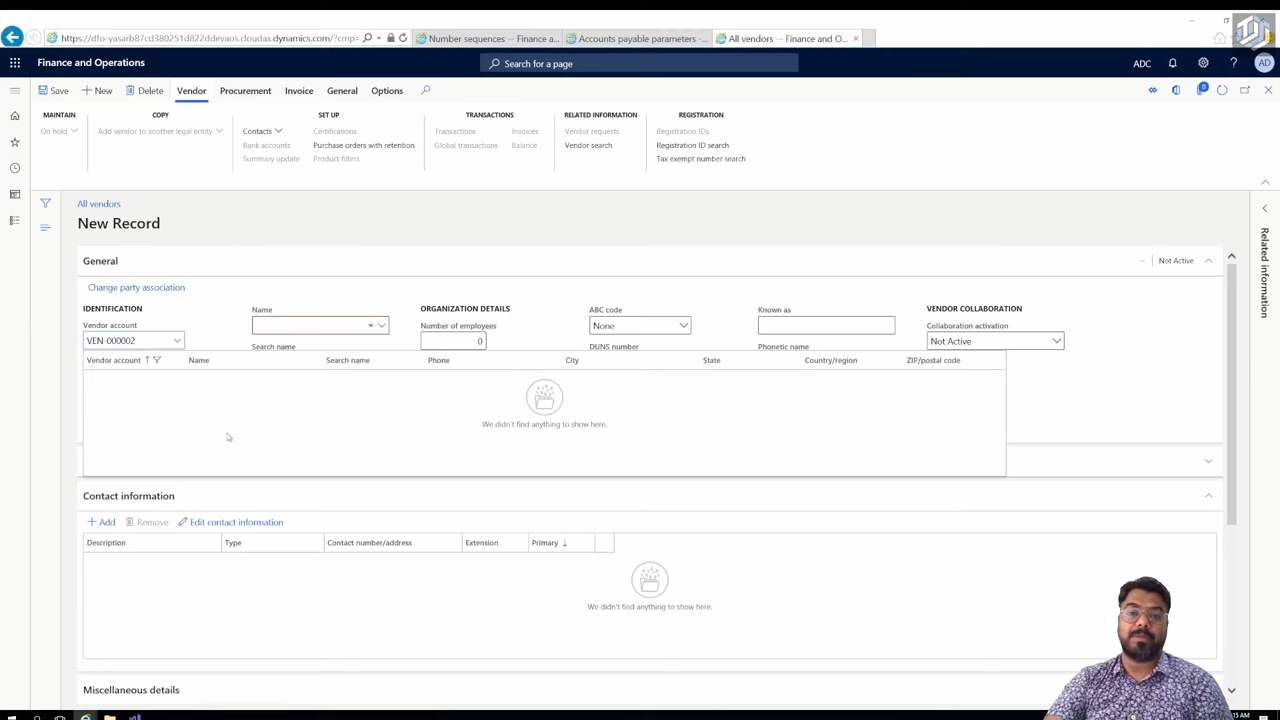 https://dfo-yasarb87cd380251d822ddevaos.cloudax.dynamics.com/?cmp=
Number sequences -- Finance a...
Accounts payable parameters -...
All vendors -- Finance and O...
Finance and Operations
Search for a page
ADC
?
AD
Save
New
Delete
Vendor
Procurement
Invoice
General
Options
0
MAINTAIN
COPY
SET UP
TRANSACTIONS
RELATED INFORMATION
REGISTRATION
On hold
Add vendor to another legal entity
Contacts
Certifications
Transactions
Invoices
Vendor requests
Registration IDs
Bank accounts
Purchase orders with retention
Global transactions
Balance
Vendor search
Registration ID search
Summary update
Product filters
Tax exempt number search
All vendors
New Record
Related information
General
-- Not Active
Change party association
IDENTIFICATION
Name
ORGANIZATION DETAILS
ABC code
Known as
VENDOR COLLABORATION
Vendor account
*
Number of employees
None
Collaboration activation
VEN-000002
Search name
0
DUNS number
Phonetic name
Not Active
Vendor account
Name
Search name
Phone
City
State
Country/region
ZIP/postal code
We didn't find anything to show here.
Contact information
Add
Remove
Edit contact information
Description
Type
Contact number/address
Extension
Primary
We didn't find anything to show here.
Miscellaneous details